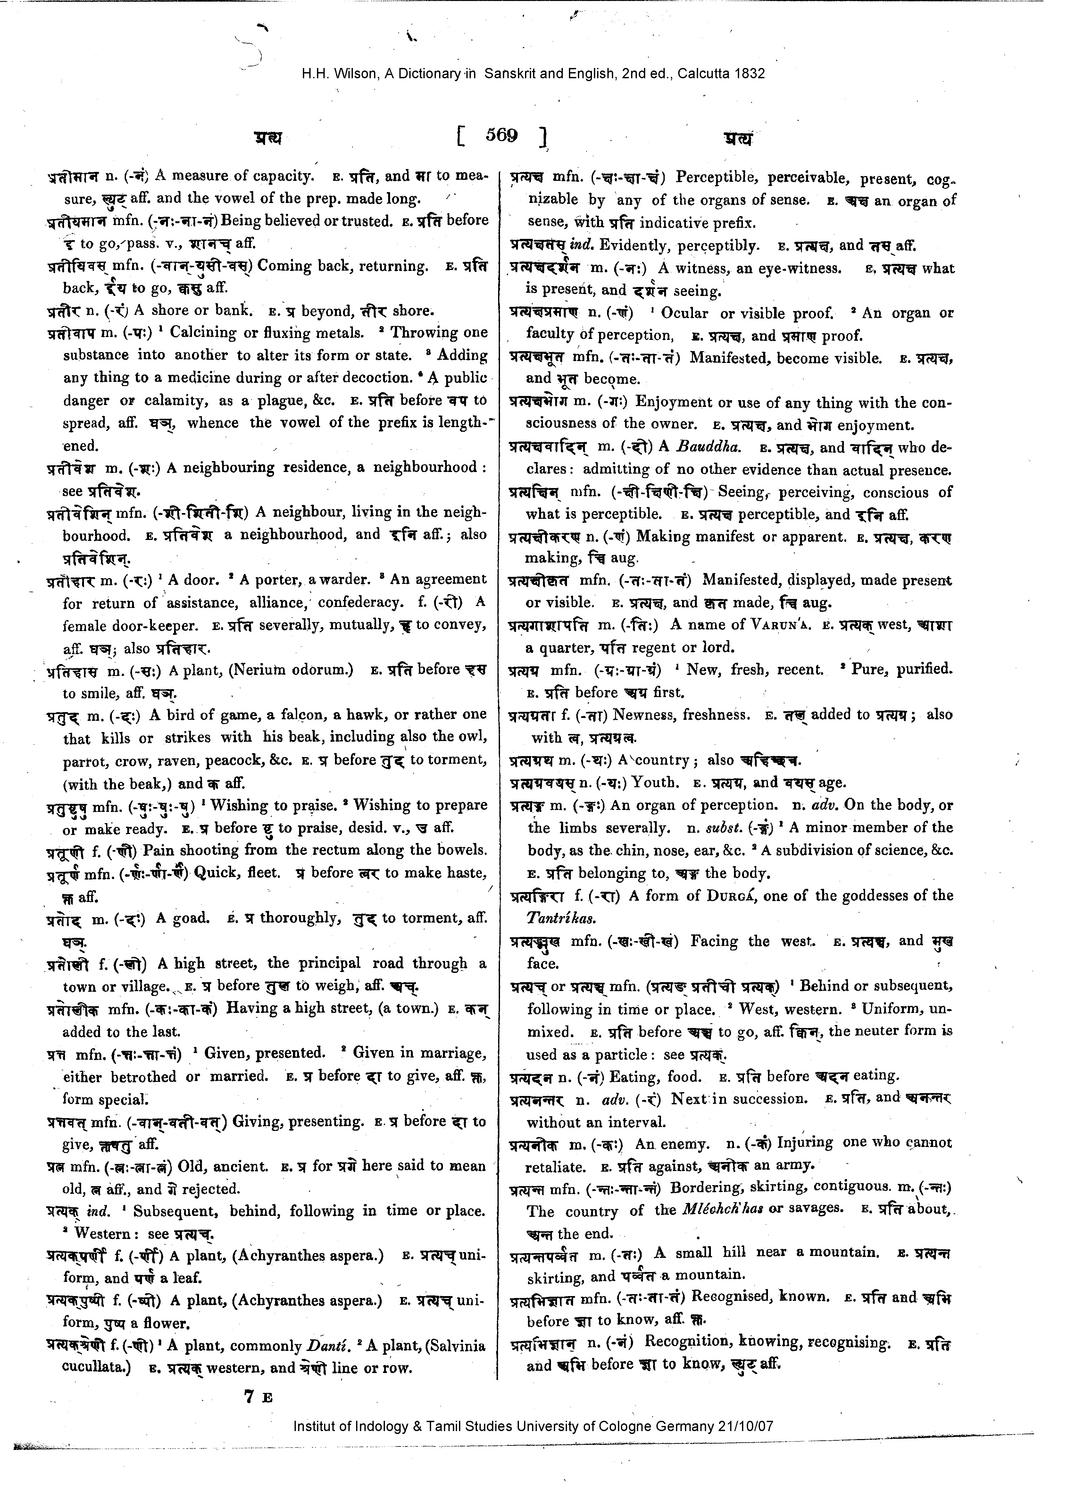 H.H. Wilson, A Dictionary in Sanskrit and English, 2nd ed., Calcutta 1832
प्रत्य [ 569 ] प्रत्य
प्रतीमान n. (-नं) A measure of capacity. E. प्रति, and मा to mea-
sure, ल्युट् aff. and the vowel of the prep. made long.
प्रतीयमान mfn. (-नः-ना-नं) Being believed or trusted. E. प्रति before
इ to go, pass. v., शानच् aff.
प्रतीयिवस् mfn. (-वान्-युसी-वस्) Coming back, returning. E. प्रति
back, ईय to go, क्वसु aff.
प्रतीर n. (-रं) A shore or bank. E. प्र beyond, तीर shore.
प्रतीवाप m. (-पः) ¹ Calcining or fluxing metals. ² Throwing one
substance into another to alter its form or state. ³ Adding
any thing to a medicine during or after decoction. ⁴ A public
danger or calamity, as a plague, &c. E. प्रति before वप to
spread, aff. घञ्, whence the vowel of the prefix is length-
ened.
प्रतीवेश m. (-शः) A neighbouring residence, a neighbourhood :
see प्रतिवेश.
प्रतीवेशिन् mfn. (-शी-शिनी-शि) A neighbour, living in the neigh-
bourhood. E. प्रतिवेश a neighbourhood, and इनि aff.; also
प्रतिवेशिन्.
प्रतीहार m. (-रः) ¹ A door. ² A porter, a warder. ³ An agreement
for return of assistance, alliance, confederacy. f. (-री) A
female door-keeper. E. प्रति severally, mutually, हृ to convey,
aff. घञ्; also प्रतिहार.
प्रतिहास m. (-सः) A plant, (Nerium odorum.) E. प्रति before हस
to smile, aff. घञ्.
प्रतुद् m. (-दः) A bird of game, a falcon, a hawk, or rather one
that kills or strikes with his beak, including also the owl,
parrot, crow, raven, peacock, &c. E. प्र before तुद् to torment,
(with the beak,) and क aff.
प्रतुष्टूषु mfn. (-षुः-षुः-षु) ¹ Wishing to praise. ² Wishing to prepare
or make ready. E. प्र before ष्टु to praise, desid. v., उ aff.
प्रतूणी f. (-णी) Pain shooting from the rectum along the bowels.
प्रतूर्ण mfn. (-र्णः-र्णा-र्णं) Quick, fleet. प्र before त्वर to make haste,
क्त aff.
प्रतोद m. (-दः) A goad. E. प्र thoroughly, तुद् to torment, aff.
घञ्.
प्रतोली f. (-ली) A high street, the principal road through a
town or village. E. प्र before तुल to weigh, aff. अच्.
प्रतोलीक mfn. (-कः-का-कं) Having a high street, (a town.) E. कन्
added to the last.
प्रत्त mfn. (-त्तः-त्ता-त्तं) ¹ Given, presented. ² Given in marriage,
either betrothed or married. E. प्र before दा to give, aff. क्त,
form special.
प्रत्तवत् mfn. (-वान्-वती-वत्) Giving, presenting. E. प्र before दा to
give, क्तवतु aff.
प्रत्न mfn. (-त्नः-त्ना-त्नं) Old, ancient. E. प्र for प्रगे here said to mean
old, त्न aff., and गे rejected.
प्रत्यक् ind. ¹ Subsequent, behind, following in time or place.
² Western : see प्रत्यच्.
प्रत्यक्पर्णी f. (-र्णी) A plant, (Achyranthes aspera.) E. प्रत्यच् uni-
form, and पर्ण a leaf.
प्रत्यक्पुष्पी f. (-ष्पी) A plant, (Achyranthes aspera.) E. प्रत्यच् uni-
form, पुष्प a flower.
प्रत्यक्श्रेणी f. (-णी) ¹ A plant, commonly Dantí. ² A plant, (Salvinia
cucullata.) E. प्रत्यक् western, and श्रेणी line or row.
7 E
प्रत्यक्ष mfn. (-क्षः-क्षा-क्षं) Perceptible, perceivable, present, cog-
nizable by any of the organs of sense. E. अक्ष an organ of
sense, with प्रति indicative prefix.
प्रत्यक्षतस् ind. Evidently, perceptibly. E. प्रत्यक्ष, and तस् aff.
प्रत्यक्षदर्शन m. (-नः) A witness, an eye-witness. E. प्रत्यक्ष what
is present, and दर्शन seeing.
प्रत्यक्षप्रमाण n. (-णं) ¹ Ocular or visible proof. ² An organ or
faculty of perception, E. प्रत्यक्ष, and प्रमाण proof.
प्रत्यक्षभूत mfn. (-तः-ता-तं) Manifested, become visible. E. प्रत्यक्ष,
and भूत become.
प्रत्यक्षभोग m. (-गः) Enjoyment or use of any thing with the con-
sciousness of the owner. E. प्रत्यक्ष, and भोग enjoyment.
प्रत्यक्षवादिन् m. (-दी) A Bauddha. E. प्रत्यक्ष, and वादिन् who de-
clares : admitting of no other evidence than actual presence.
प्रत्यक्षिन् mfn. (-क्षी-क्षिणी-क्षि) Seeing, perceiving, conscious of
what is perceptible. E. प्रत्यक्ष perceptible, and इनि aff.
प्रत्यक्षीकरण n. (-णं) Making manifest or apparent. E. प्रत्यक्ष, करण
making, च्वि aug.
प्रत्यक्षीकृत mfn. (-तः-ता-तं) Manifested, displayed, made present
or visible. E. प्रत्यक्ष, and कृत made, च्वि aug.
प्रत्यगाशापति m. (-तिः) A name of VARUN'A. E. प्रत्यक् west, आशा
a quarter, पति regent or lord.
प्रत्यग्र mfn. (-ग्रः-ग्रा-ग्रं) ¹ New, fresh, recent. ² Pure, purified.
E. प्रति before अग्र first.
प्रत्यग्रता f. (-ता) Newness, freshness. E. तल् added to प्रत्यग्र ; also
with त्व, प्रत्यग्रत्व.
प्रत्यग्रथ m. (-थः) A country ; also अहिच्छत्र.
प्रत्यग्रवयस् n. (-यः) Youth. E. प्रत्यग्र, and वयस् age.
प्रत्यङ्ग m. (-ङ्गः) An organ of perception. n. adv. On the body, or
the limbs severally. n. subst. (-ङ्गं) ¹ A minor member of the
body, as the chin, nose, ear, &c. ² A subdivision of science, &c.
E. प्रति belonging to, अङ्ग the body.
प्रत्यङ्गिरा f. (-रा) A form of DURGÁ, one of the goddesses of the
Tantrikas.
प्रत्यङ्मुख mfn. (-खः-खी-खं) Facing the west. E. प्रत्यञ्च, and मुख
face.
प्रत्यच् or प्रत्यञ्च mfn. (प्रत्यङ् प्रतीची प्रत्यक्) ¹ Behind or subsequent,
following in time or place. ² West, western. ³ Uniform, un-
mixed. E. प्रति before अञ्च to go, aff. क्विन्, the neuter form is
used as a particle : see प्रत्यक्.
प्रत्यदन n. (-नं) Eating, food. E. प्रति before अदन eating.
प्रत्यनन्तर n. adv. (-रं) Next in succession. E. प्रति, and अनन्तर
without an interval.
प्रत्यनीक m. (-कः) An enemy. n. (-कं) Injuring one who cannot
retaliate. E. प्रति against, अनीक an army.
प्रत्यन्त mfn. (-न्तः-न्ता-न्तं) Bordering, skirting, contiguous. m. (-न्तः)
The country of the Mléchch'has or savages. E. प्रति about,
अन्त the end.
प्रत्यन्तपर्व्वत m. (-तः) A small hill near a mountain. E. प्रत्यन्त
skirting, and पर्व्वत a mountain.
प्रत्यभिज्ञात mfn. (-तः-ता-तं) Recognised, known. E. प्रति and अभि
before ज्ञा to know, aff. क्त.
प्रत्यभिज्ञान n. (-नं) Recognition, knowing, recognising. E. प्रति
and अभि before ज्ञा to know, ल्युट् aff.
Institut of Indology & Tamil Studies University of Cologne Germany 21/10/07